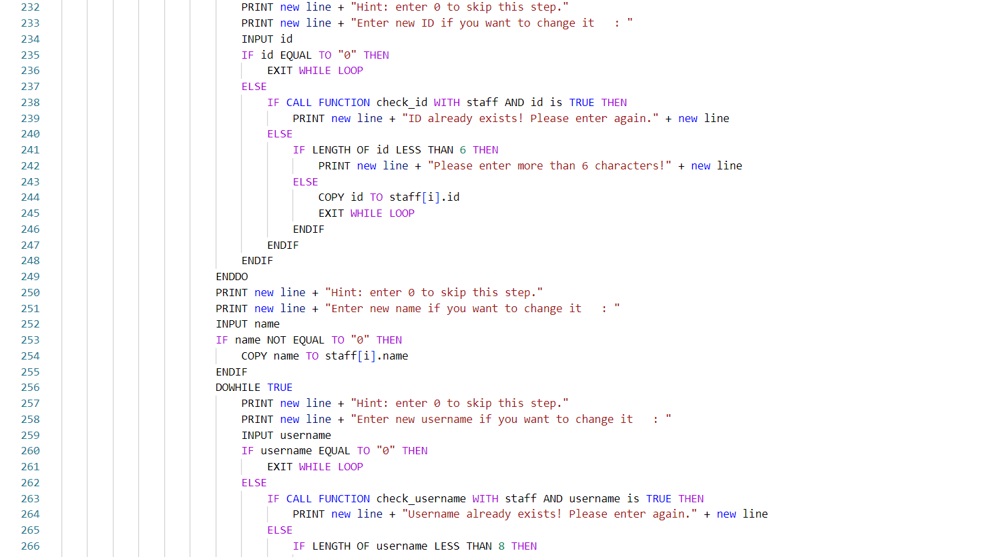 232 PRINT new line + "Hint: enter 0 to skip this step."
233 PRINT new line + "Enter new ID if you want to change it   : "
234 INPUT id
235 IF id EQUAL TO "0" THEN
236 EXIT WHILE LOOP
237 ELSE
238 IF CALL FUNCTION check_id WITH staff AND id is TRUE THEN
239 PRINT new line + "ID already exists! Please enter again." + new line
240 ELSE
241 IF LENGTH OF id LESS THAN 6 THEN
242 PRINT new line + "Please enter more than 6 characters!" + new line
243 ELSE
244 COPY id TO staff[i].id
245 EXIT WHILE LOOP
246 ENDIF
247 ENDIF
248 ENDIF
249 ENDDO
250 PRINT new line + "Hint: enter 0 to skip this step."
251 PRINT new line + "Enter new name if you want to change it   : "
252 INPUT name
253 IF name NOT EQUAL TO "0" THEN
254 COPY name TO staff[i].name
255 ENDIF
256 DOWHILE TRUE
257 PRINT new line + "Hint: enter 0 to skip this step."
258 PRINT new line + "Enter new username if you want to change it   : "
259 INPUT username
260 IF username EQUAL TO "0" THEN
261 EXIT WHILE LOOP
262 ELSE
263 IF CALL FUNCTION check_username WITH staff AND username is TRUE THEN
264 PRINT new line + "Username already exists! Please enter again." + new line
265 ELSE
266 IF LENGTH OF username LESS THAN 8 THEN